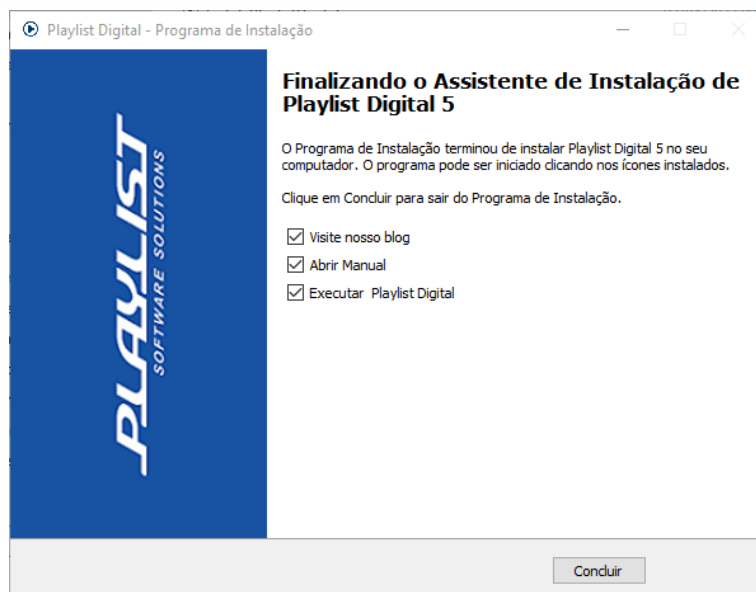 Playlist Digital - Programa de Instalação
PLAYLIST
SOFTWARE SOLUTIONS
Finalizando o Assistente de Instalação de
Playlist Digital 5
O Programa de Instalação terminou de instalar Playlist Digital 5 no seu
computador. O programa pode ser iniciado clicando nos ícones instalados.
Clique em Concluir para sair do Programa de Instalação.
Visite nosso blog
Abrir Manual
Executar  Playlist Digital
Concluir